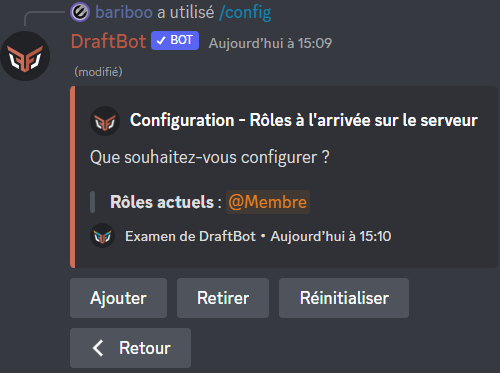 bariboo a utilisé /config
DraftBot ✓ BOT Aujourd'hui à 15:09
(modifié)
Configuration - Rôles à l'arrivée sur le serveur
Que souhaitez-vous configurer ?
Rôles actuels : @Membre
Examen de DraftBot • Aujourd'hui à 15:10
Ajouter Retirer Réinitialiser
Retour